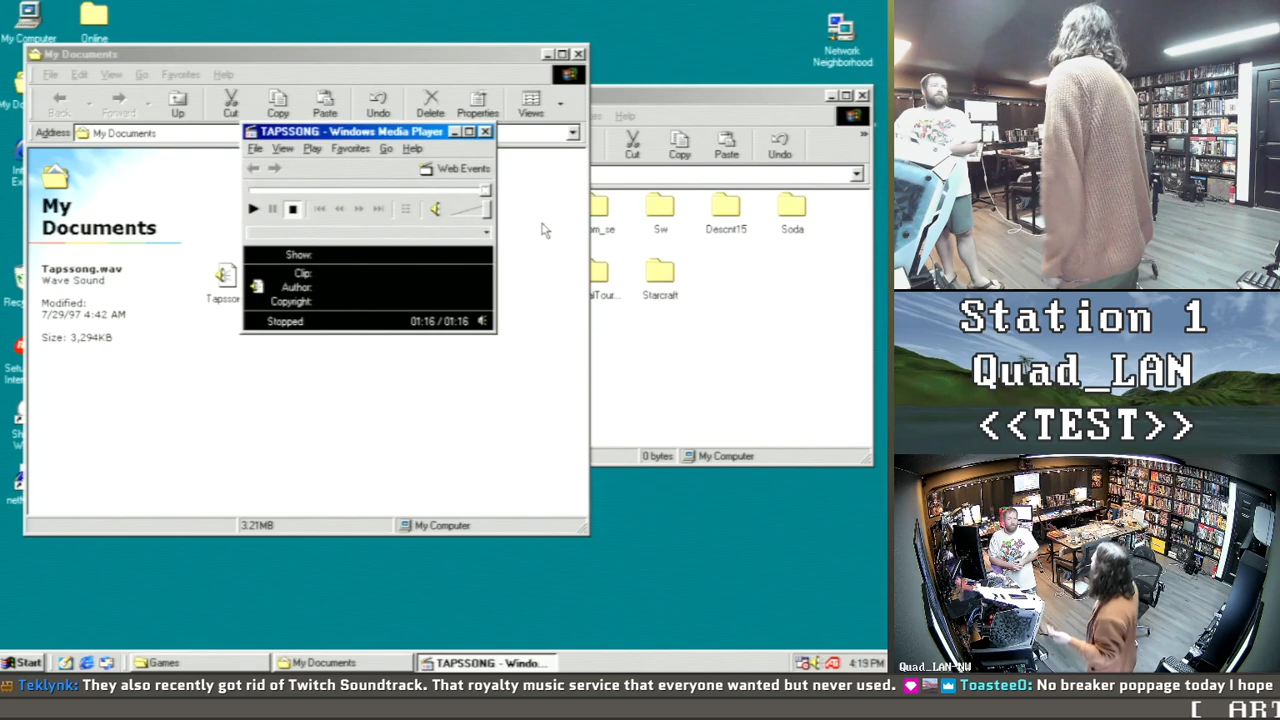 My Computer
Online
Network
Neighborhood
My Documents
File Edit View Go Favorites Help
Back Forward Up Cut Copy Paste Undo Delete Properties Views
Cut Copy Paste Undo
Address My Documents
TAPSSONG - Windows Media Player
File View Play Favorites Go Help
Web Events
Show:
Clip:
Author:
Copyright:
Stopped 01:16 / 01:16
My
Documents
Tapssong.wav
Wave Sound
Modified:
7/29/97 4:42 AM
Size: 3,294KB
Tapsson
3.21MB My Computer
om_se Sw Descnt15 Soda
alTour... Starcraft
0 bytes My Computer
Start Games My Documents TAPSSONG - Windo... 4:19 PM
Station 1
Quad_LAN
<<TEST>>
Quad_LAN-NW
Teklynk: They also recently got rid of Twitch Soundtrack. That royalty music service that everyone wanted but never used. ToasteeO: No breaker poppage today I hope
[ ART